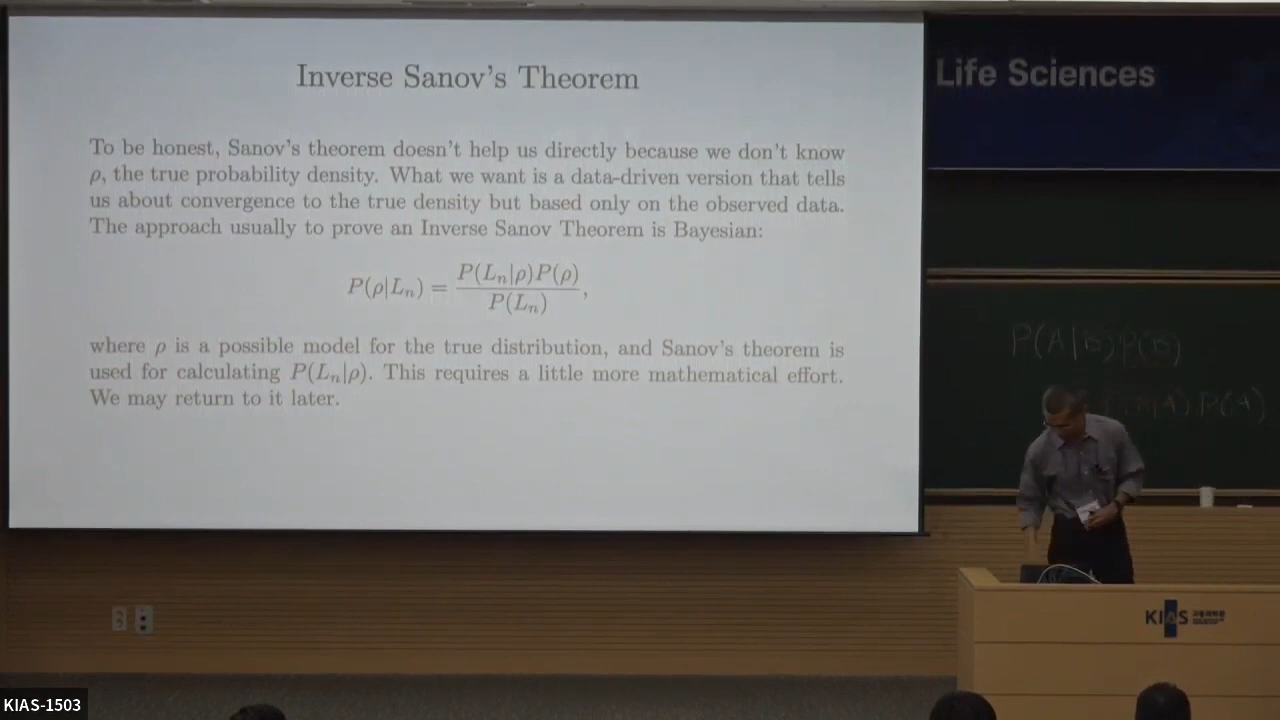 Inverse Sanov's Theorem
To be honest, Sanov's theorem doesn't help us directly because we don't know
ρ, the true probability density. What we want is a data-driven version that tells
us about convergence to the true density but based only on the observed data.
The approach usually to prove an Inverse Sanov Theorem is Bayesian:
P(ρ|Lₙ) = P(Lₙ|ρ)P(ρ) / P(Lₙ),
where ρ is a possible model for the true distribution, and Sanov's theorem is
used for calculating P(Lₙ|ρ). This requires a little more mathematical effort.
We may return to it later.
Life Sciences
P(A|B)P(B)
P(A)
KIAS
KIAS-1503